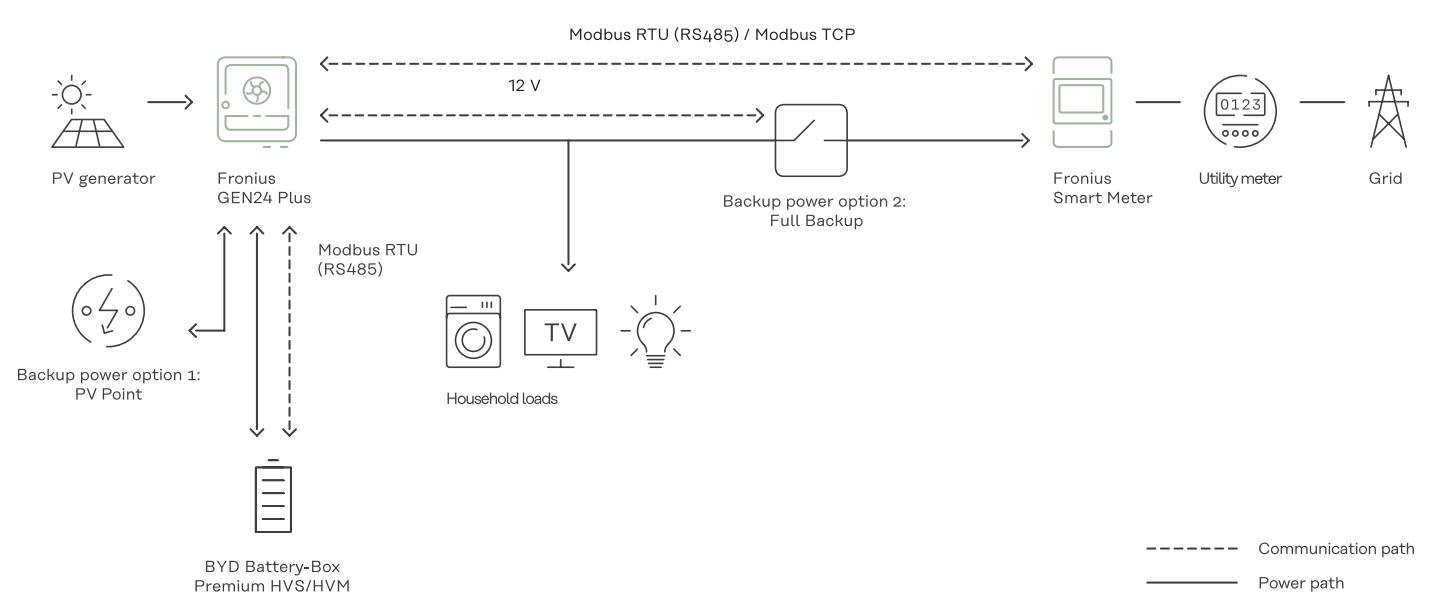 Modbus RTU (RS485) / Modbus TCP
12 V
0123
PV generator
Fronius
GEN24 Plus
Backup power option 2:
Full Backup
Fronius
Smart Meter
Utility meter
Grid
Modbus RTU
(RS485)
TV
Backup power option 1:
PV Point
Household loads
BYD Battery-Box
Premium HVS/HVM
Communication path
Power path